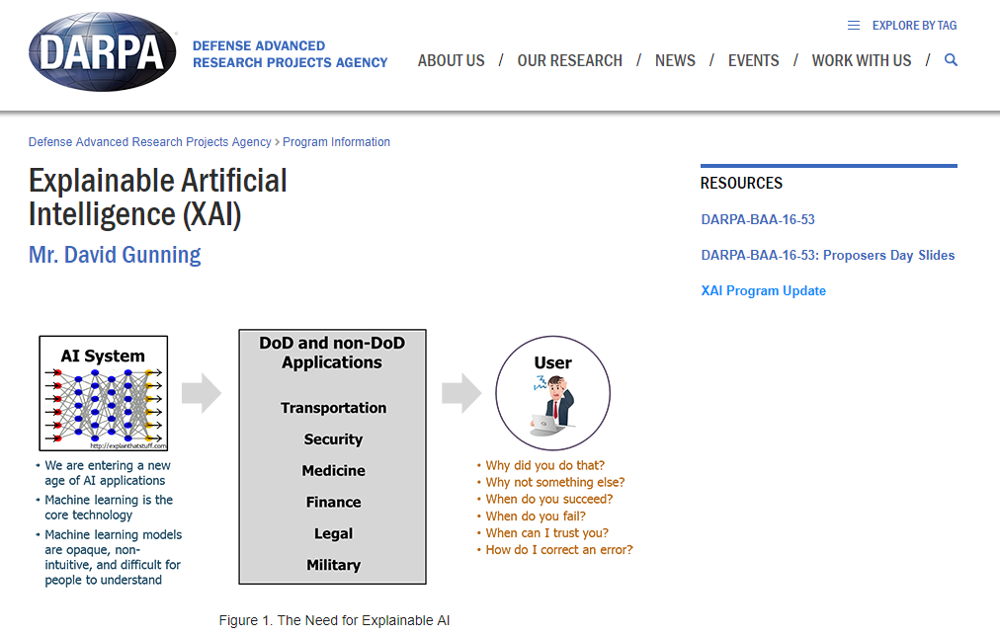 EXPLORE BY TAG
DARPA
DEFENSE ADVANCED
RESEARCH PROJECTS AGENCY
ABOUT US / OUR RESEARCH / NEWS / EVENTS / WORK WITH US /
Defense Advanced Research Projects Agency > Program Information
Explainable Artificial
Intelligence (XAI)
Mr. David Gunning
RESOURCES
DARPA-BAA-16-53
DARPA-BAA-16-53: Proposers Day Slides
XAI Program Update
AI System
http://explainthatstuff.com
• We are entering a new
age of AI applications
• Machine learning is the
core technology
• Machine learning models
are opaque, non-
intuitive, and difficult for
people to understand
DoD and non-DoD
Applications
Transportation
Security
Medicine
Finance
Legal
Military
User
• Why did you do that?
• Why not something else?
• When do you succeed?
• When do you fail?
• When can I trust you?
• How do I correct an error?
Figure 1. The Need for Explainable AI